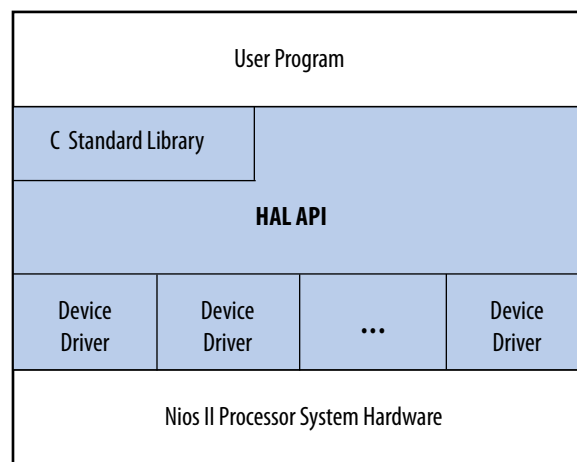 User Program
C Standard Library
HAL API
Device
Driver
Device
Driver
...
Device
Driver
Nios II Processor System Hardware